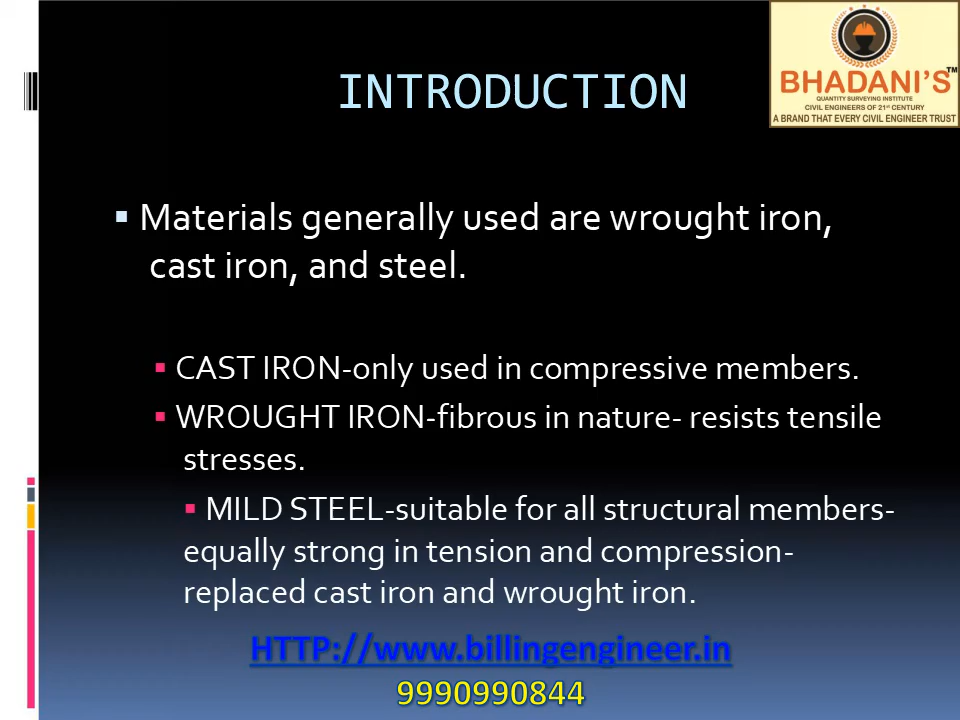 INTRODUCTION
BHADANI'S™
QUANTITY SURVEYING INSTITUTE
CIVIL ENGINEERS OF 21st CENTURY
A BRAND THAT EVERY CIVIL ENGINEER TRUST
▪ Materials generally used are wrought iron,
cast iron, and steel.
▪ CAST IRON-only used in compressive members.
▪ WROUGHT IRON-fibrous in nature- resists tensile
stresses.
▪ MILD STEEL-suitable for all structural members-
equally strong in tension and compression-
replaced cast iron and wrought iron.
HTTP://www.billingengineer.in
9990990844